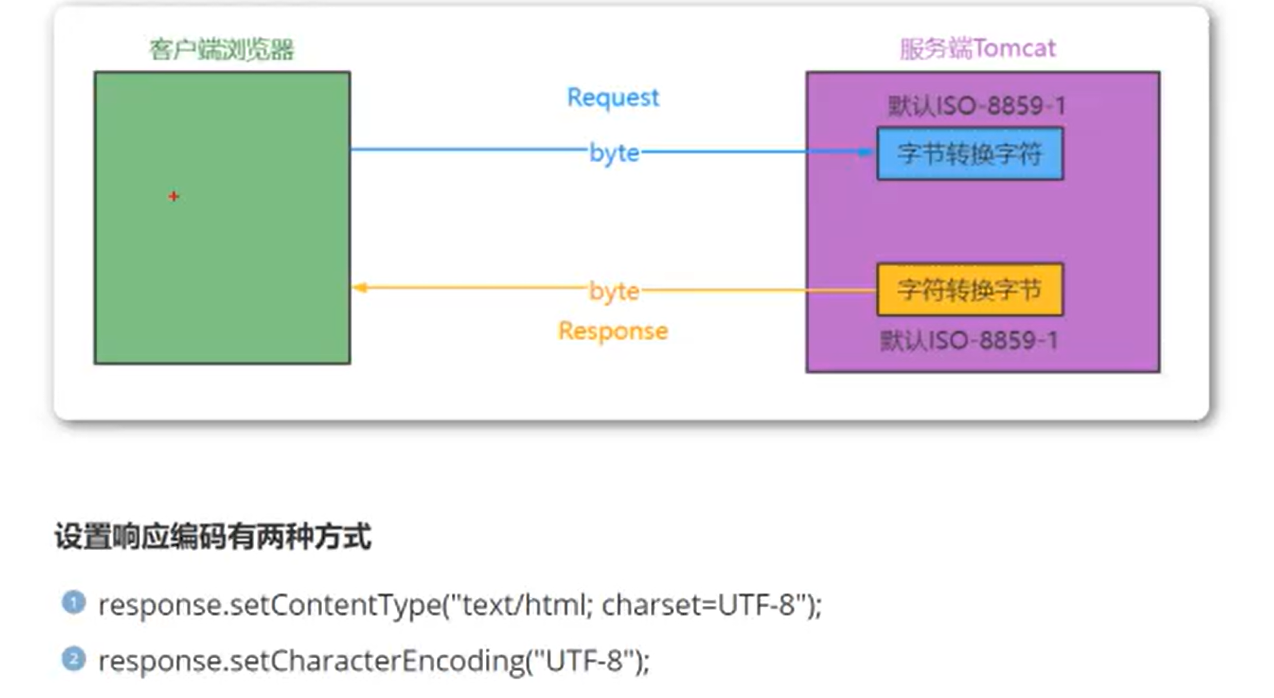 客户端浏览器
服务端Tomcat
Request
默认ISO-8859-1
byte
字节转换字符
byte
字符转换字节
Response
默认ISO-8859-1
设置响应编码有两种方式
1 response.setContentType("text/html; charset=UTF-8");
2 response.setCharacterEncoding("UTF-8");